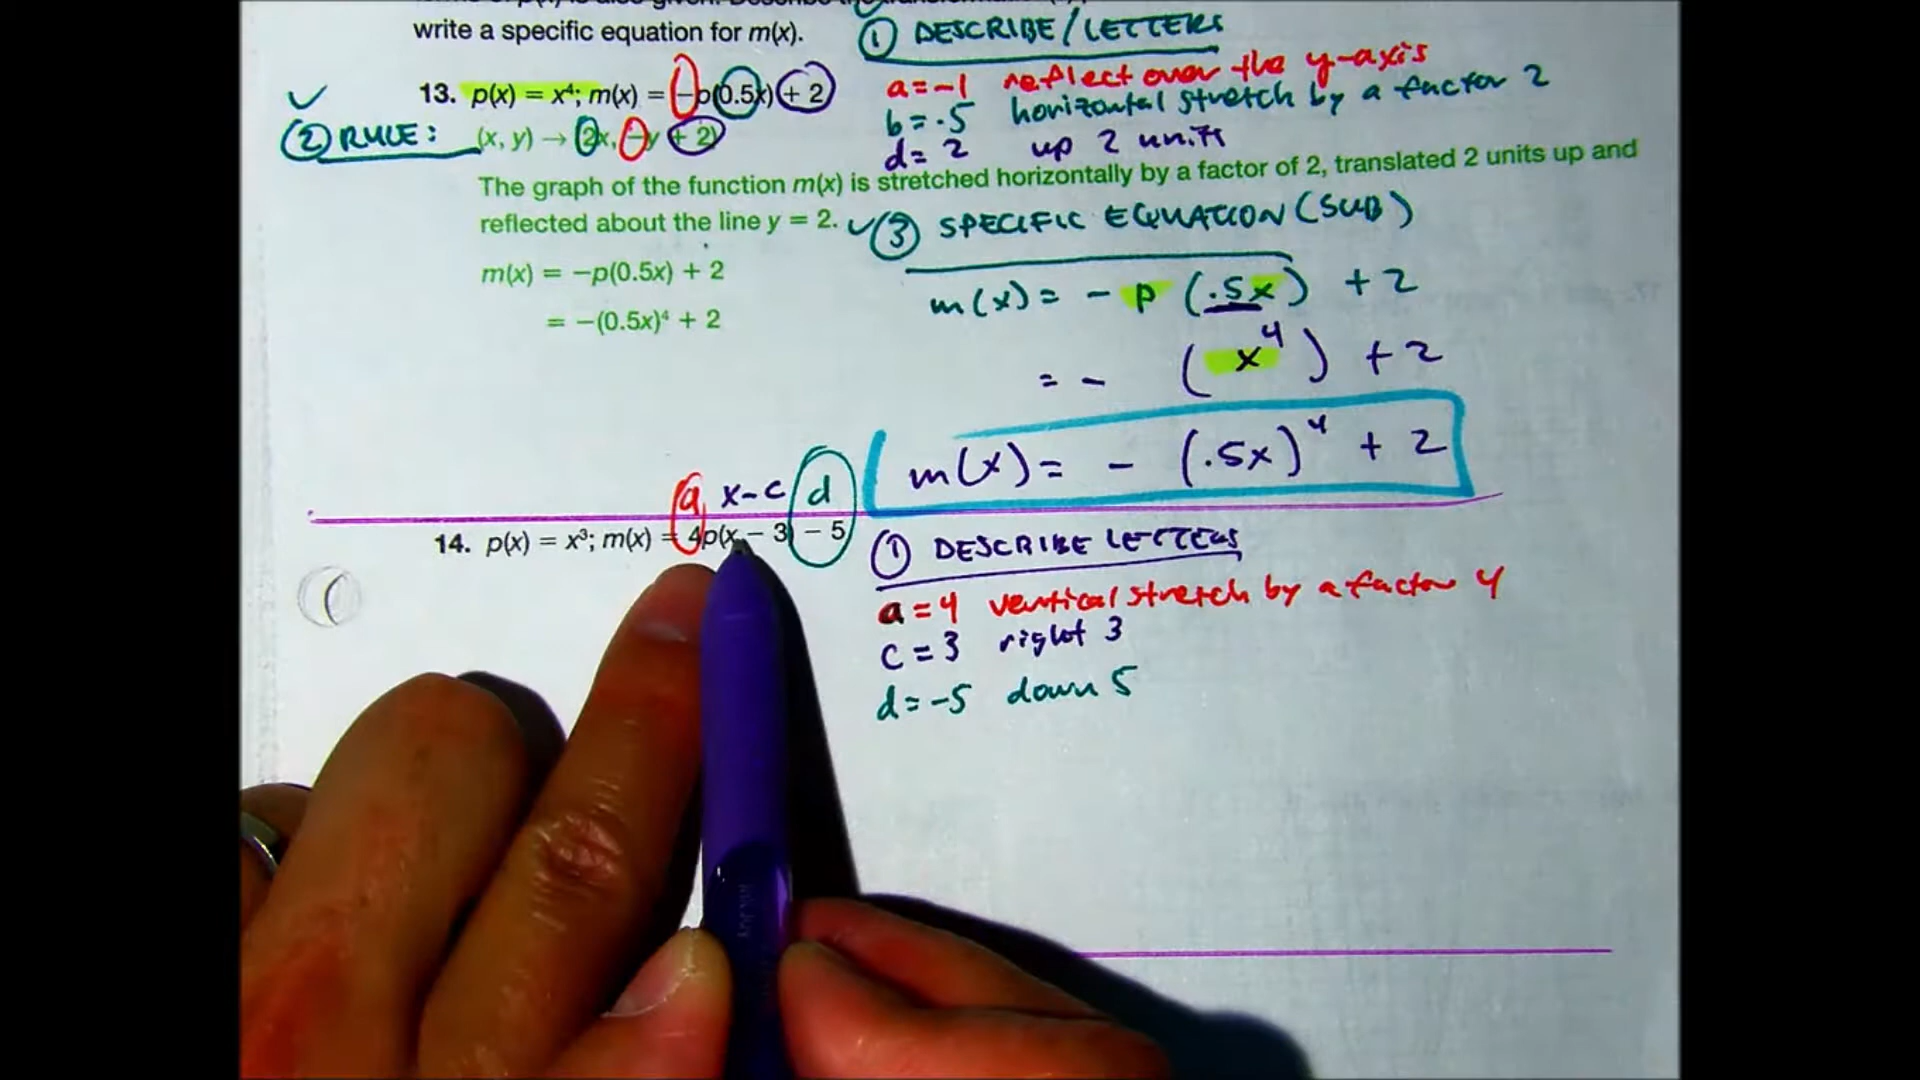 write a specific equation for m(x).
① DESCRIBE/LETTERS
13. p(x) = x⁴; m(x) = −p(0.5x) + 2
a=-1 reflect over the y-axis
b=.5 horizontal stretch by a factor 2
d=2 up 2 units
② RULE: (x, y) → (2x, −y + 2)
The graph of the function m(x) is stretched horizontally by a factor of 2, translated 2 units up and
reflected about the line y = 2.
✓③ SPECIFIC EQUATION (SUB)
m(x) = −p(0.5x) + 2
= −(0.5x)⁴ + 2
m(x) = - p (.5x) +2
= - (x⁴) +2
m(x) = - (.5x)⁴ + 2
a x-c d
14. p(x) = x³; m(x) = 4p(x − 3) − 5
① DESCRIBE LETTERS
a=4 vertical stretch by a factor 4
c=3 right 3
d=-5 down 5